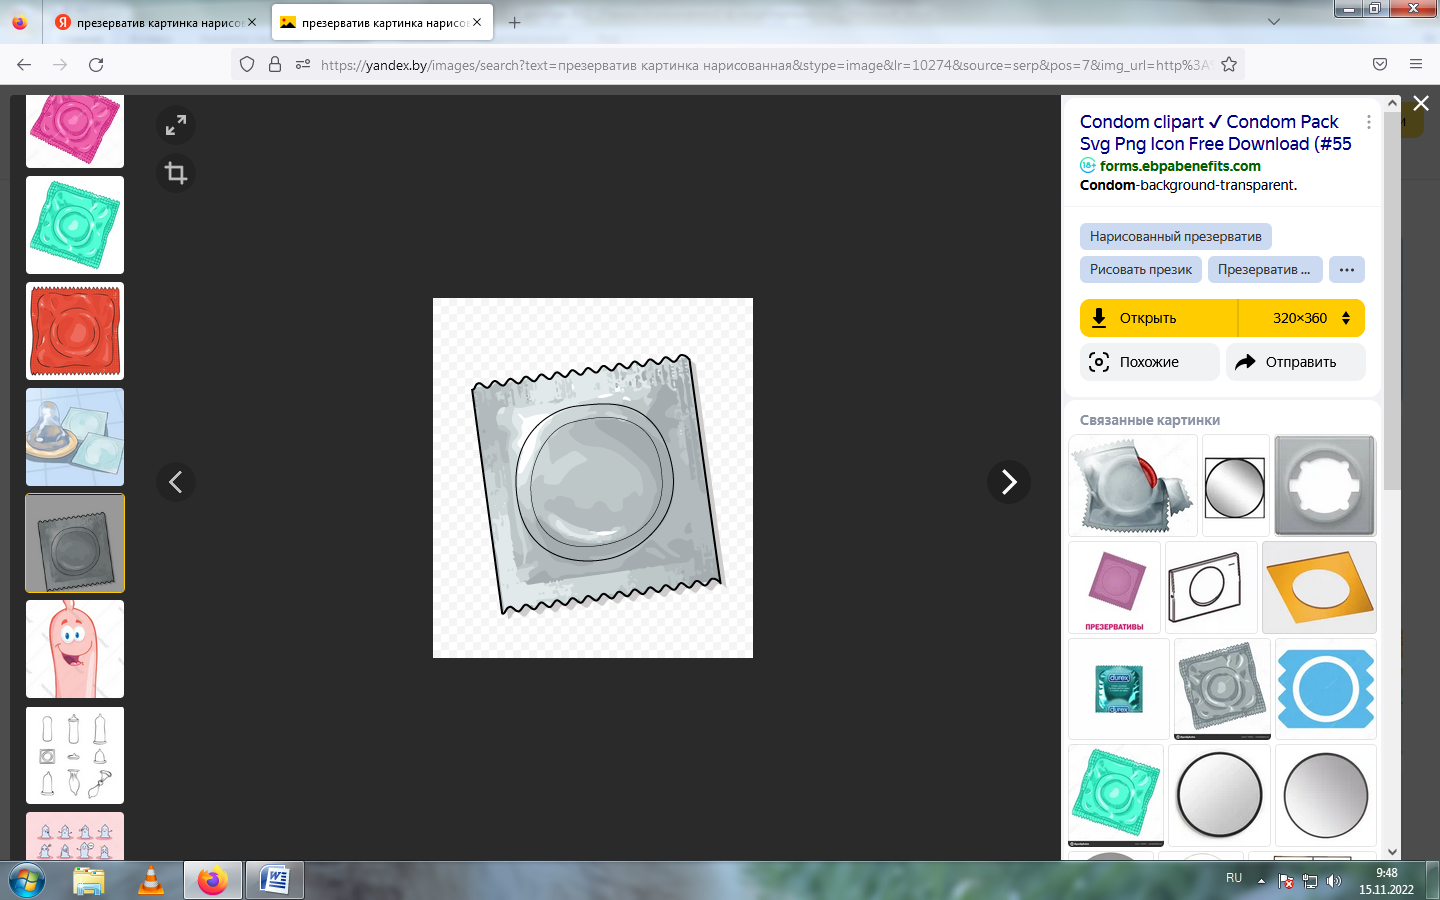 презерватив картинка нарисов
презерватив картинка нарисов
https://yandex.by/images/search?text=презерватив картинка нарисованная&stype=image&lr=10274&source=serp&pos=7&img_url=http%3A%
Condom clipart ✓ Condom Pack
Svg Png Icon Free Download (#55
18+ forms.ebpabenefits.com
Condom-background-transparent.
Нарисованный презерватив
Рисовать презик
Презерватив ...
Открыть
320×360
Похожие
Отправить
Связанные картинки
ПРЕЗЕРВАТИВЫ
durex
RU
9:48
15.11.2022